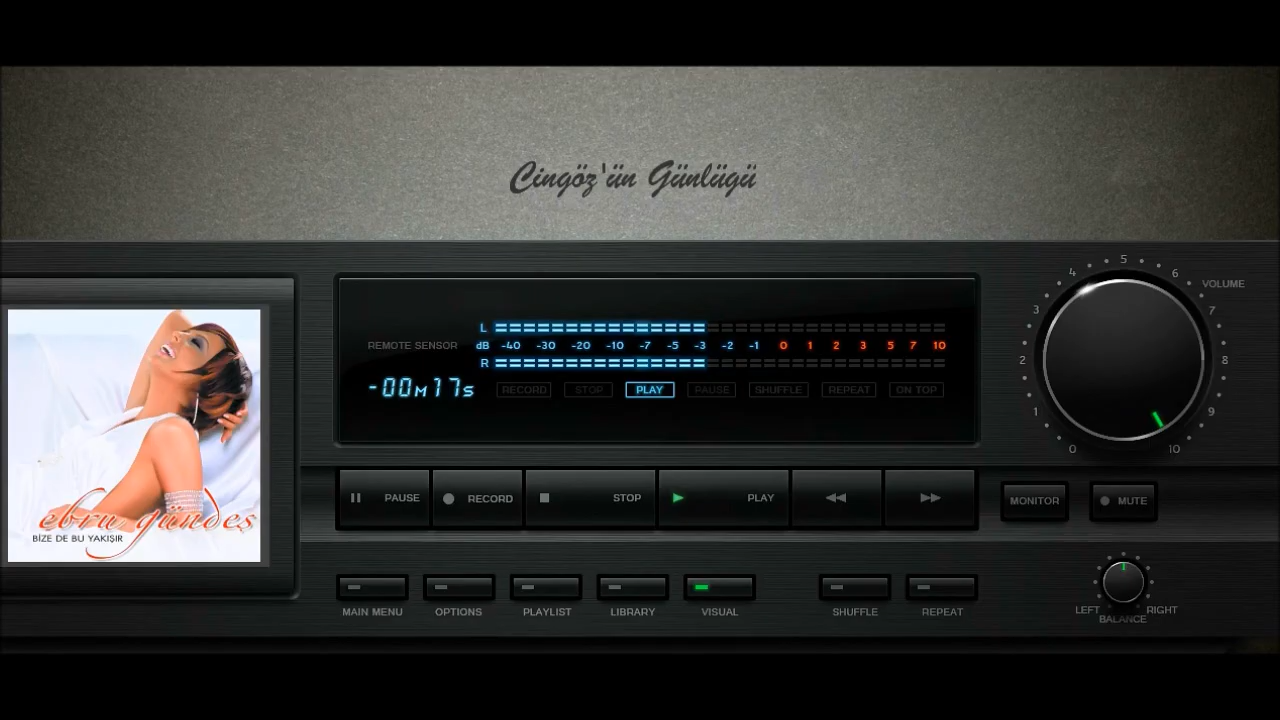 Cingöz'ün Günlügü
5
4 6
VOLUME
3 7
2 8
1 9
0 10
L
REMOTE SENSOR dB -40 -30 -20 -10 -7 -5 -3 -2 -1 0 1 2 3 5 7 10
R
-00M17s RECORD STOP PLAY PAUSE SHUFFLE REPEAT ON TOP
ebru gündeş
BİZE DE BU YAKIŞIR
PAUSE RECORD STOP PLAY
MONITOR MUTE
MAIN MENU OPTIONS PLAYLIST LIBRARY VISUAL SHUFFLE REPEAT
LEFT RIGHT
BALANCE